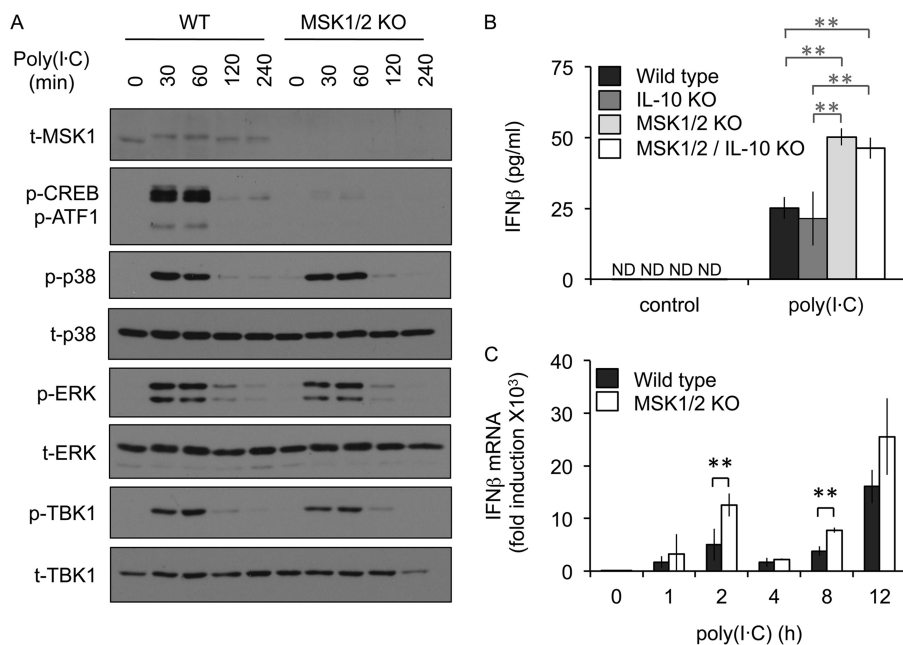 A
WT MSK1/2 KO
Poly(I·C)
(min)
0 30 60 120 240 0 30 60 120 240
t-MSK1
p-CREB
p-ATF1
p-p38
t-p38
p-ERK
t-ERK
p-TBK1
t-TBK1
B
**
**
**
**
75
50
25
0
IFNβ (pg/ml)
Wild type
IL-10 KO
MSK1/2 KO
MSK1/2 / IL-10 KO
ND ND ND ND
control poly(I·C)
C
40
30
20
10
0
IFNβ mRNA
(fold induction X10³)
Wild type
MSK1/2 KO
**
**
0 1 2 4 8 12
poly(I·C) (h)